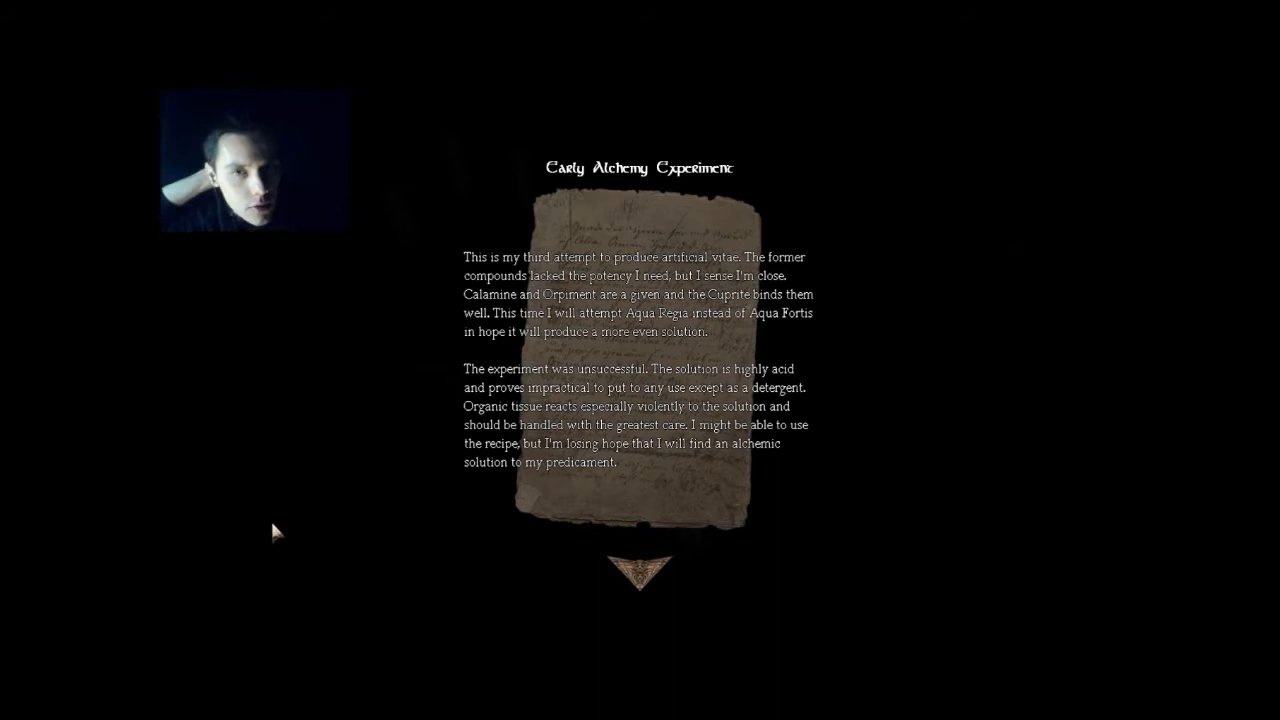 Early Alchemy Experiment
This is my third attempt to produce artificial vitae. The former
compounds lacked the potency I need, but I sense I'm close.
Calamine and Orpiment are a given and the Cuprite binds them
well. This time I will attempt Aqua Regia instead of Aqua Fortis
in hope it will produce a more even solution.
The experiment was unsuccessful. The solution is highly acid
and proves impractical to put to any use except as a detergent.
Organic tissue reacts especially violently to the solution and
should be handled with the greatest care. I might be able to use
the recipe, but I'm losing hope that I will find an alchemic
solution to my predicament.